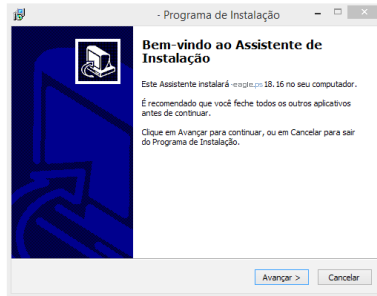 - Programa de Instalação
Bem-vindo ao Assistente de
Instalação
Este Assistente instalará 18.16 no seu computador.
É recomendado que você feche todos os outros aplicativos
antes de continuar.
Clique em Avançar para continuar, ou em Cancelar para sair
do Programa de Instalação.
Avançar >
Cancelar